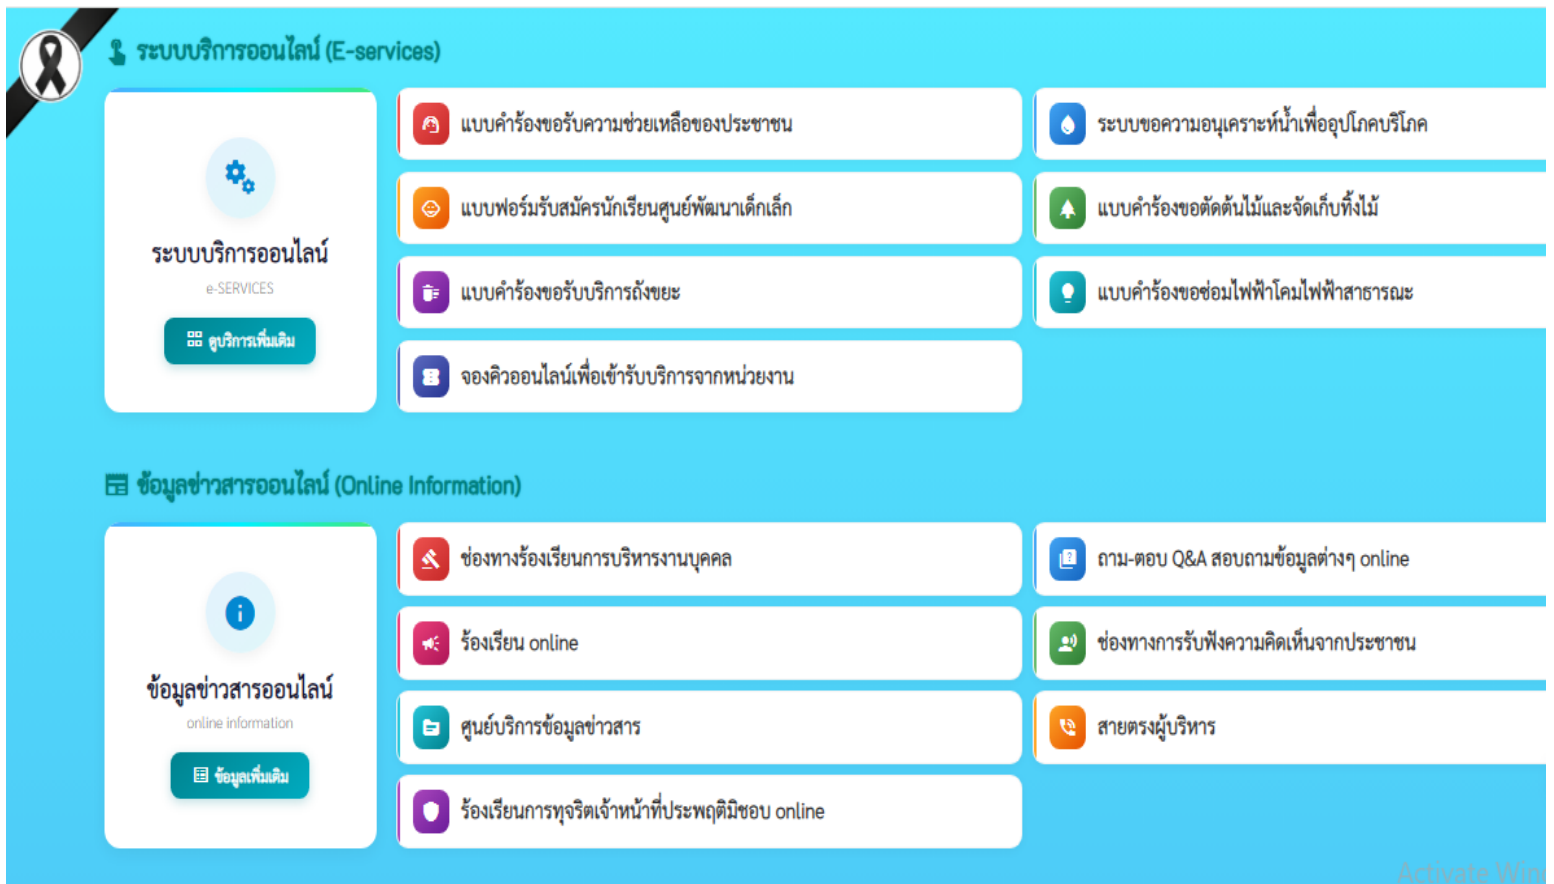 ระบบบริการออนไลน์ (E-services)
ระบบบริการออนไลน์
e-SERVICES
ดูบริการเพิ่มเติม
แบบคำร้องขอรับความช่วยเหลือของประชาชน
ระบบขอความอนุเคราะห์น้ำเพื่ออุปโภคบริโภค
แบบฟอร์มรับสมัครนักเรียนศูนย์พัฒนาเด็กเล็ก
แบบคำร้องขอตัดต้นไม้และจัดเก็บทิ้งไม้
แบบคำร้องขอรับบริการถังขยะ
แบบคำร้องขอซ่อมไฟฟ้าโคมไฟฟ้าสาธารณะ
จองคิวออนไลน์เพื่อเข้ารับบริการจากหน่วยงาน
ข้อมูลข่าวสารออนไลน์ (Online Information)
ข้อมูลข่าวสารออนไลน์
online information
ข้อมูลเพิ่มเติม
ช่องทางร้องเรียนการบริหารงานบุคคล
ถาม-ตอบ Q&A สอบถามข้อมูลต่างๆ online
ร้องเรียน online
ช่องทางการรับฟังความคิดเห็นจากประชาชน
ศูนย์บริการข้อมูลข่าวสาร
สายตรงผู้บริหาร
ร้องเรียนการทุจริตเจ้าหน้าที่ประพฤติมิชอบ online
Activate Win